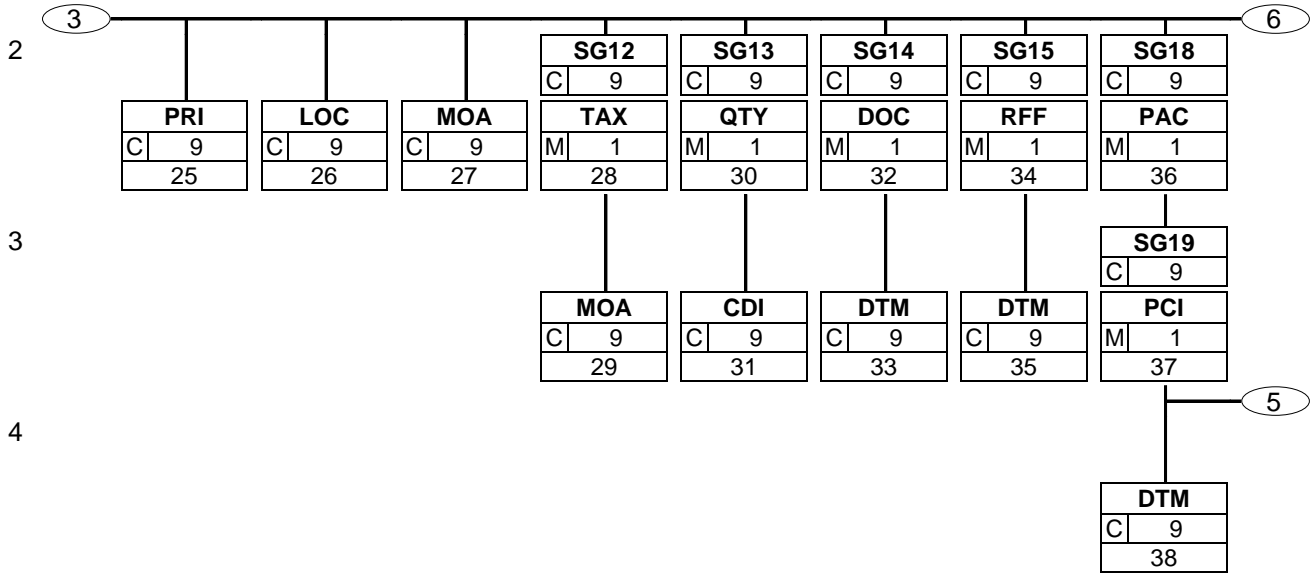 3 6
2 SG12 SG13 SG14 SG15 SG18
C 9 C 9 C 9 C 9 C 9
PRI LOC MOA TAX QTY DOC RFF PAC
C 9 C 9 C 9 M 1 M 1 M 1 M 1 M 1
25 26 27 28 30 32 34 36
3 SG19
C 9
MOA CDI DTM DTM PCI
C 9 C 9 C 9 C 9 M 1
29 31 33 35 37
5
4
DTM
C 9
38